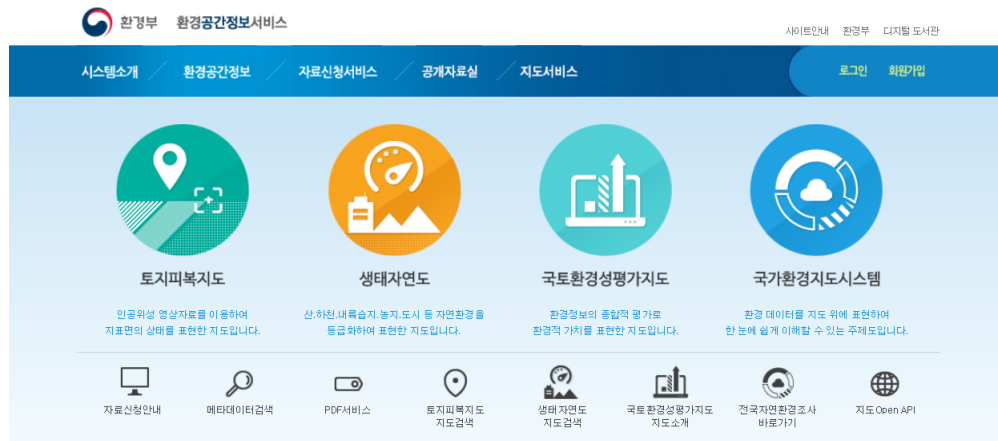 환경부 환경공간정보서비스
사이트안내 환경부 디지털 도서관
시스템소개 환경공간정보 자료신청서비스 공개자료실 지도서비스 로그인 회원가입
토지피복지도 생태자연도 국토환경성평가지도 국가환경지도시스템
인공위성 영상자료를 이용하여 산.하천.내륙습지.농지.도시 등 자연환경을 환경정보의 종합적 평가로 환경 데이터를 지도 위에 표현하여
지표면의 상태를 표현한 지도입니다. 등급화하여 표현한 지도입니다. 환경적 가치를 표현한 지도입니다. 한 눈에 쉽게 이해할 수 있는 주제도입니다.
자료신청안내 메타데이터검색 PDF서비스 토지피복지도 생태자연도 국토환경성평가지도 전국자연환경조사 지도Open API
지도검색 지도검색 지도소개 바로가기